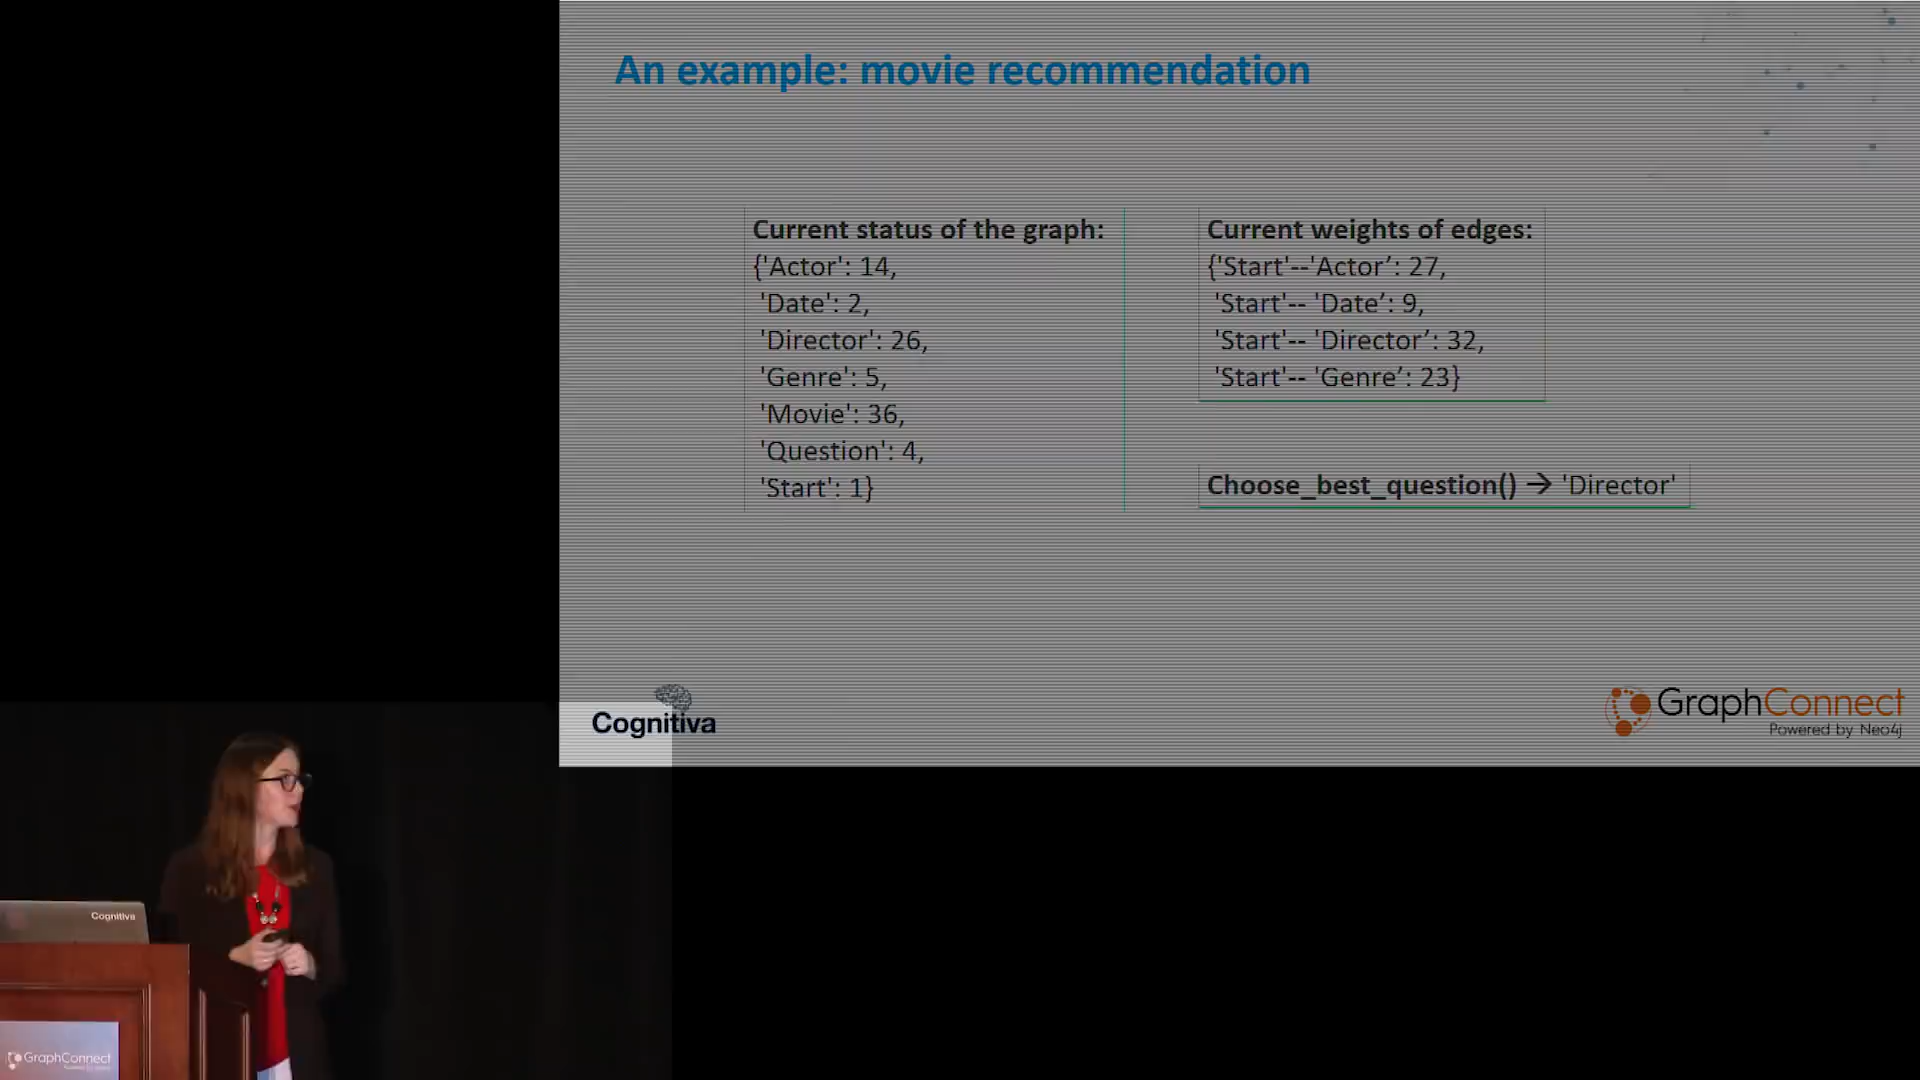 An example: movie recommendation
Current status of the graph:
{'Actor': 14,
'Date': 2,
'Director': 26,
'Genre': 5,
'Movie': 36,
'Question': 4,
'Start': 1}
Current weights of edges:
{'Start'--'Actor’: 27,
'Start'-- 'Date’: 9,
'Start'-- 'Director’: 32,
'Start'-- 'Genre’: 23}
Choose_best_question() → 'Director'
Cognitiva
GraphConnect
Powered by Neo4j
Cognitiva
GraphConnect